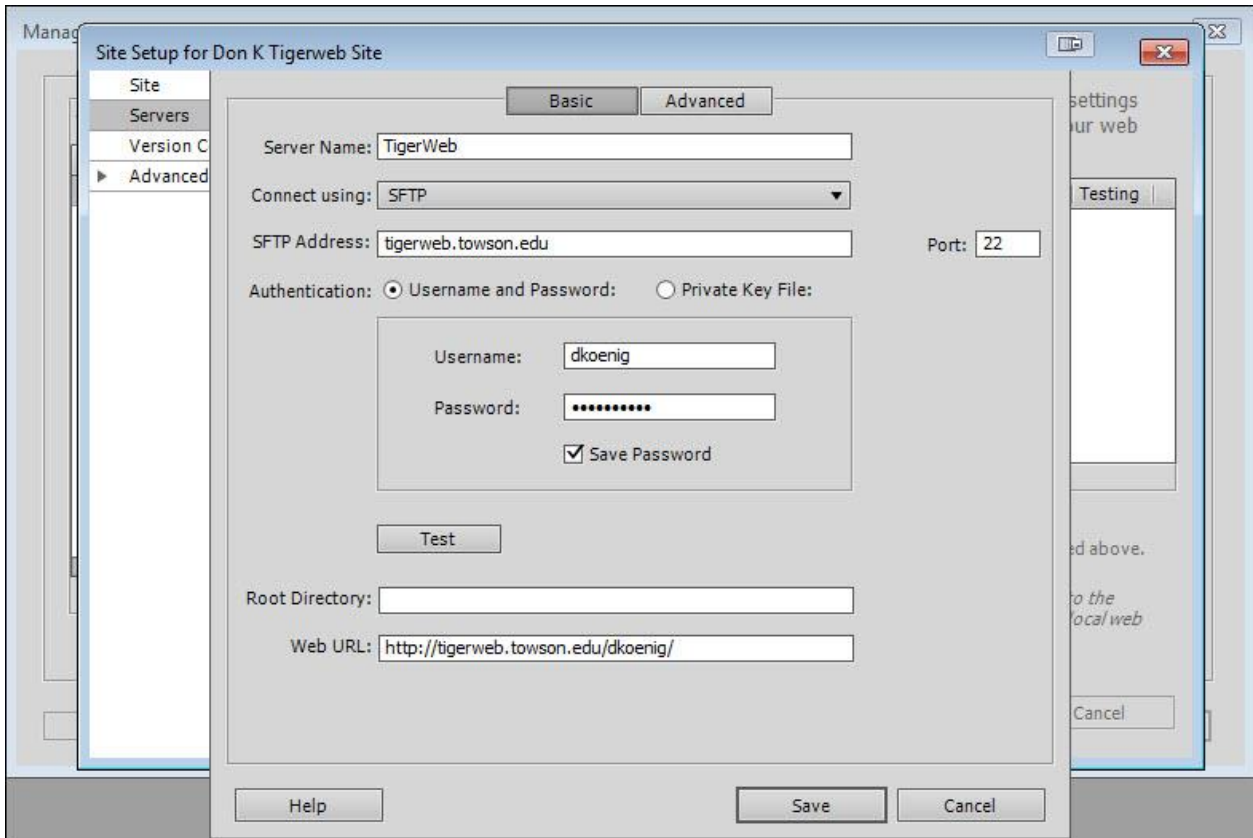 Manag
Site Setup for Don K Tigerweb Site
Site
Servers
Version C
Advanced
Basic
Advanced
settings
our web
Server Name: TigerWeb
Connect using: SFTP
Testing
SFTP Address: tigerweb.towson.edu
Port: 22
Authentication: Username and Password: Private Key File:
Username: dkoenig
Password: ••••••••••
Save Password
Test
ed above.
Root Directory:
to the
local web
Web URL: http://tigerweb.towson.edu/dkoenig/
Cancel
Help
Save
Cancel